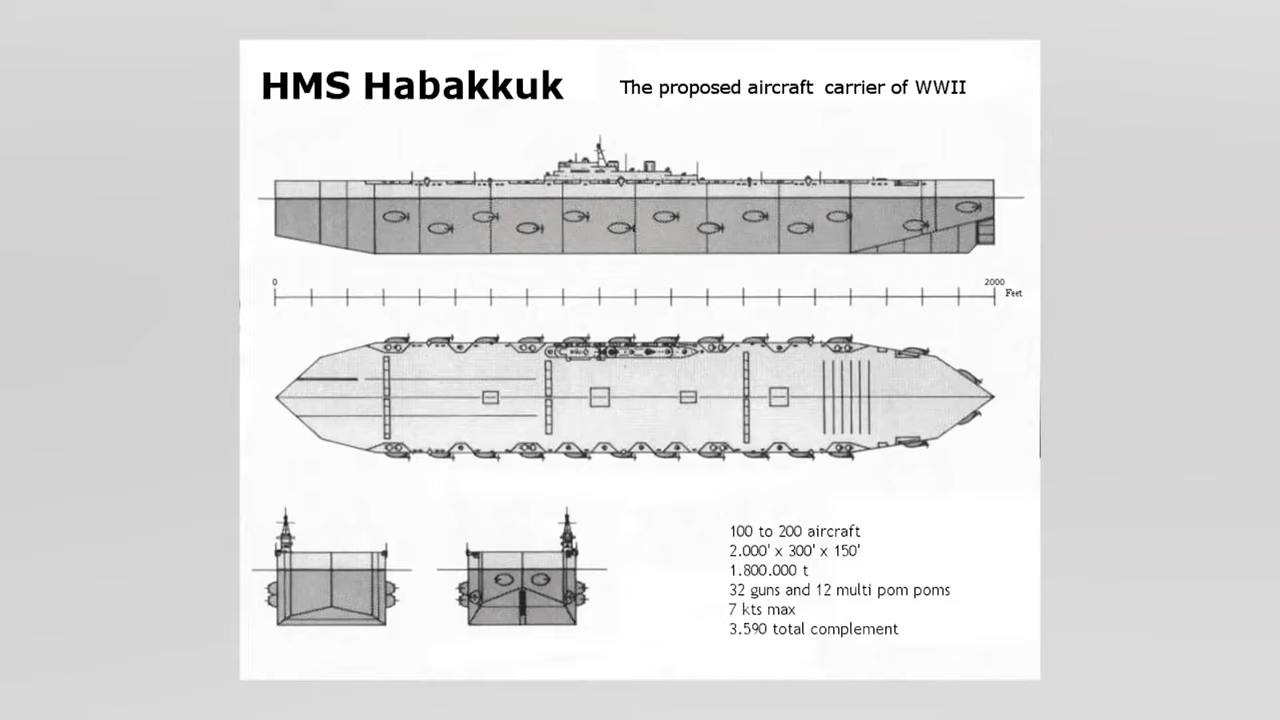 HMS Habakkuk
The proposed aircraft carrier of WWII
0
2000
Feet
100 to 200 aircraft
2.000' x 300' x 150'
1.800.000 t
32 guns and 12 multi pom poms
7 kts max
3.590 total complement